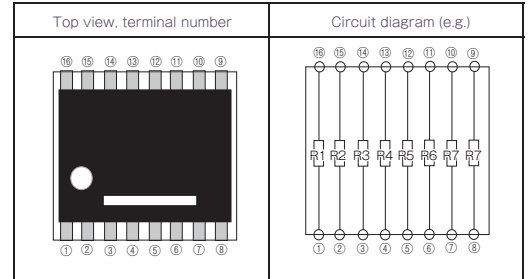 Top view, terminal number
Circuit diagram (e.g.)
⑯ ⑮ ⑭ ⑬ ⑫ ⑪ ⑩ ⑨
① ② ③ ④ ⑤ ⑥ ⑦ ⑧
⑯ ⑮ ⑭ ⑬ ⑫ ⑪ ⑩ ⑨
R1 R2 R3 R4 R5 R6 R7 R7
① ② ③ ④ ⑤ ⑥ ⑦ ⑧